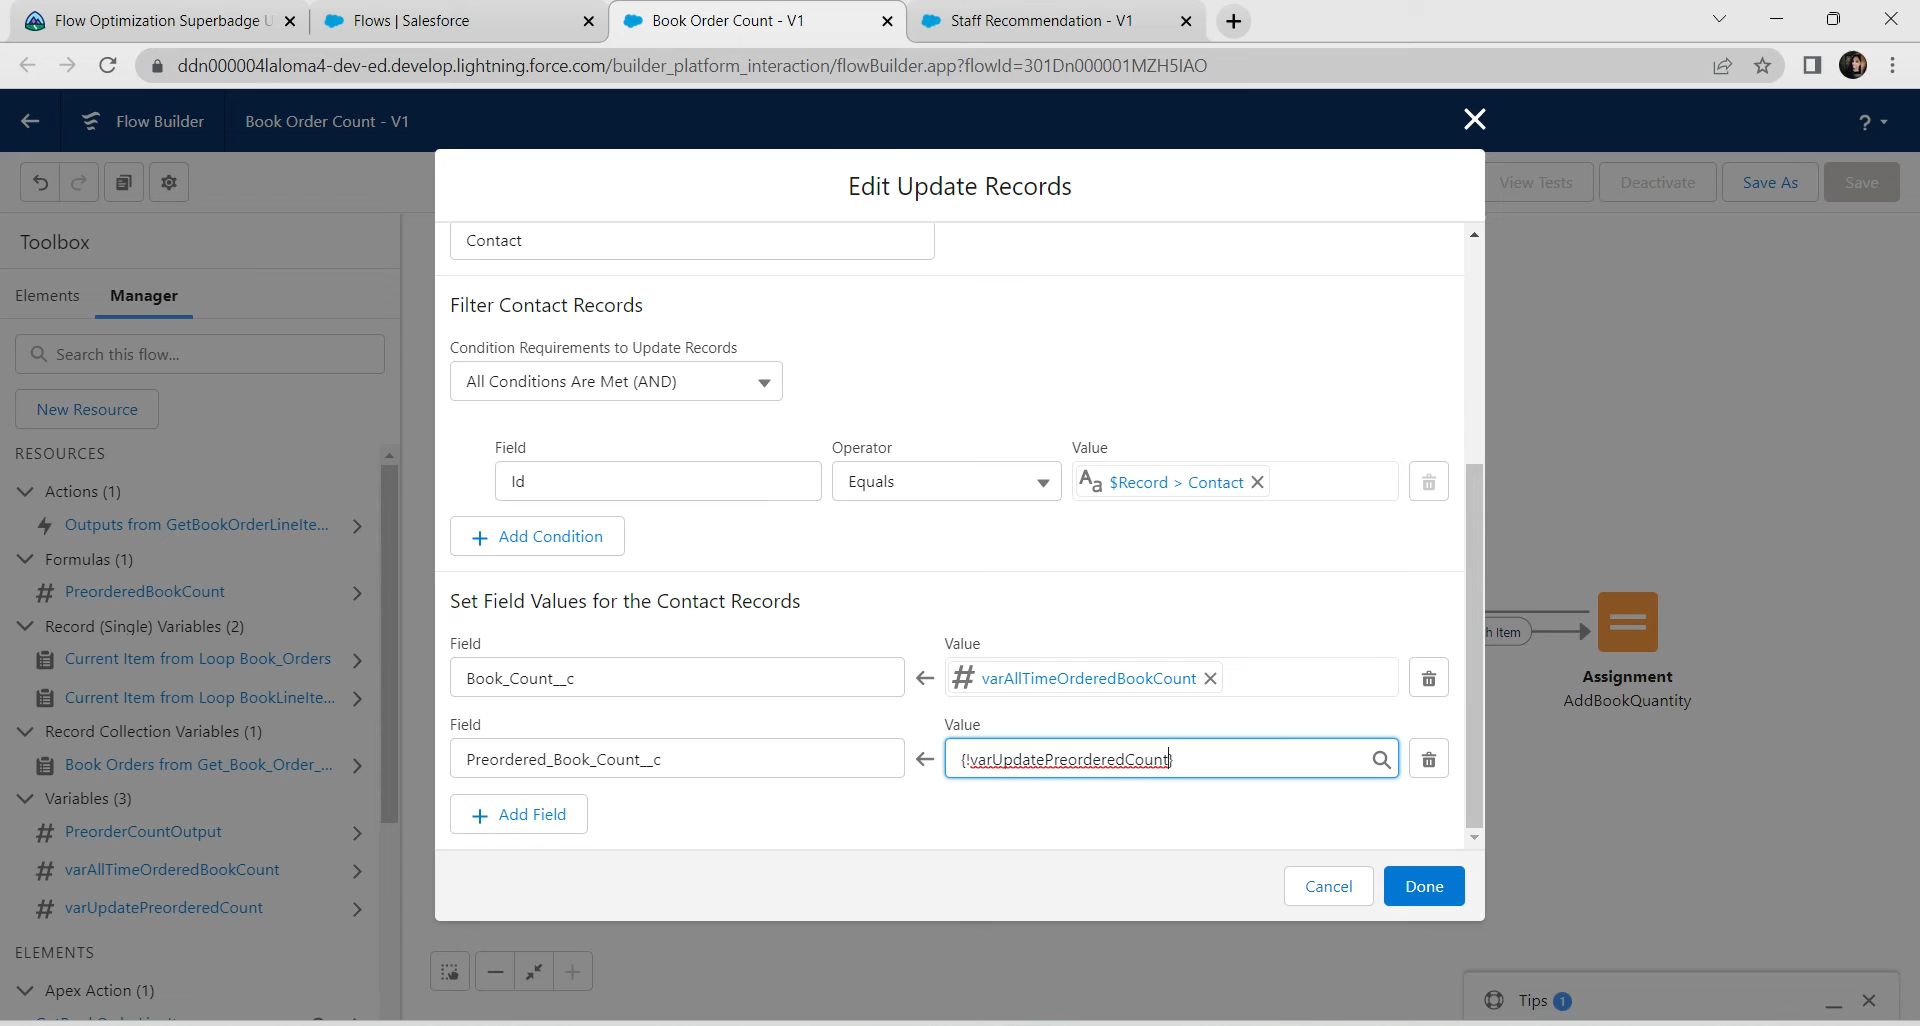 Flow Optimization Superbadge U
Flows | Salesforce
Book Order Count - V1
Staff Recommendation - V1
ddn000004laloma4-dev-ed.develop.lightning.force.com/builder_platform_interaction/flowBuilder.app?flowId=301Dn000001MZH5IAO
Flow Builder
Book Order Count - V1
?
View Tests
Deactivate
Save As
Save
Toolbox
Elements
Manager
Search this flow...
New Resource
RESOURCES
Actions (1)
Outputs from GetBookOrderLineIte...
Formulas (1)
PreorderedBookCount
Record (Single) Variables (2)
Current Item from Loop Book_Orders
Current Item from Loop BookLineIte...
Record Collection Variables (1)
Book Orders from Get_Book_Order_...
Variables (3)
PreorderCountOutput
varAllTimeOrderedBookCount
varUpdatePreorderedCount
ELEMENTS
Apex Action (1)
Edit Update Records
Contact
Filter Contact Records
Condition Requirements to Update Records
All Conditions Are Met (AND)
Field
Operator
Value
Id
Equals
Aa $Record > Contact
+ Add Condition
Set Field Values for the Contact Records
Field
Value
Book_Count__c
# varAllTimeOrderedBookCount
Field
Value
Preordered_Book_Count__c
{!varUpdatePreorderedCount}
+ Add Field
Cancel
Done
h Item
Assignment
AddBookQuantity
Tips 1